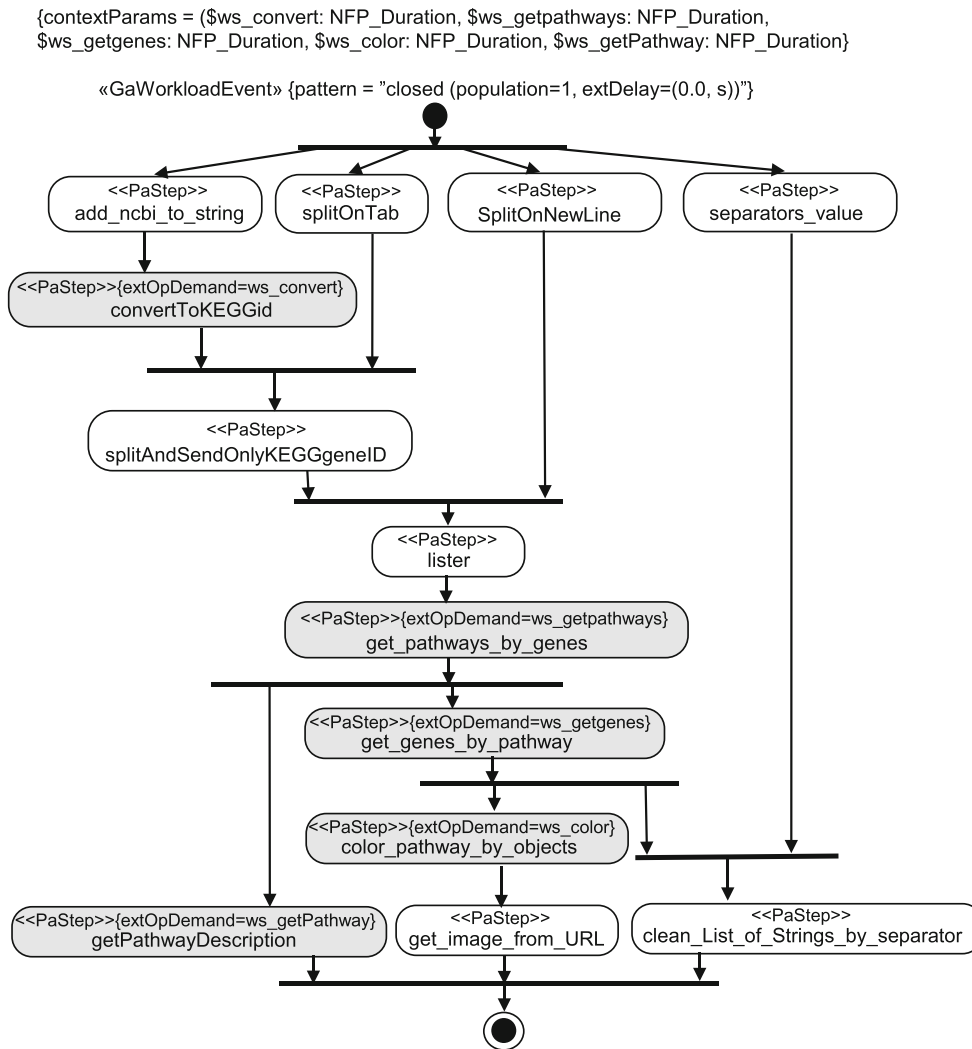 {contextParams = ($ws_convert: NFP_Duration, $ws_getpathways: NFP_Duration,
$ws_getgenes: NFP_Duration, $ws_color: NFP_Duration, $ws_getPathway: NFP_Duration}
«GaWorkloadEvent» {pattern = ”closed (population=1, extDelay=(0.0, s))”}
<<PaStep>>
add_ncbi_to_string
<<PaStep>>
splitOnTab
<<PaStep>>
SplitOnNewLine
<<PaStep>>
separators_value
<<PaStep>>{extOpDemand=ws_convert}
convertToKEGGid
<<PaStep>>
splitAndSendOnlyKEGGgeneID
<<PaStep>>
lister
<<PaStep>>{extOpDemand=ws_getpathways}
get_pathways_by_genes
<<PaStep>>{extOpDemand=ws_getgenes}
get_genes_by_pathway
<<PaStep>>{extOpDemand=ws_color}
color_pathway_by_objects
<<PaStep>>{extOpDemand=ws_getPathway}
getPathwayDescription
<<PaStep>>
get_image_from_URL
<<PaStep>>
clean_List_of_Strings_by_separator